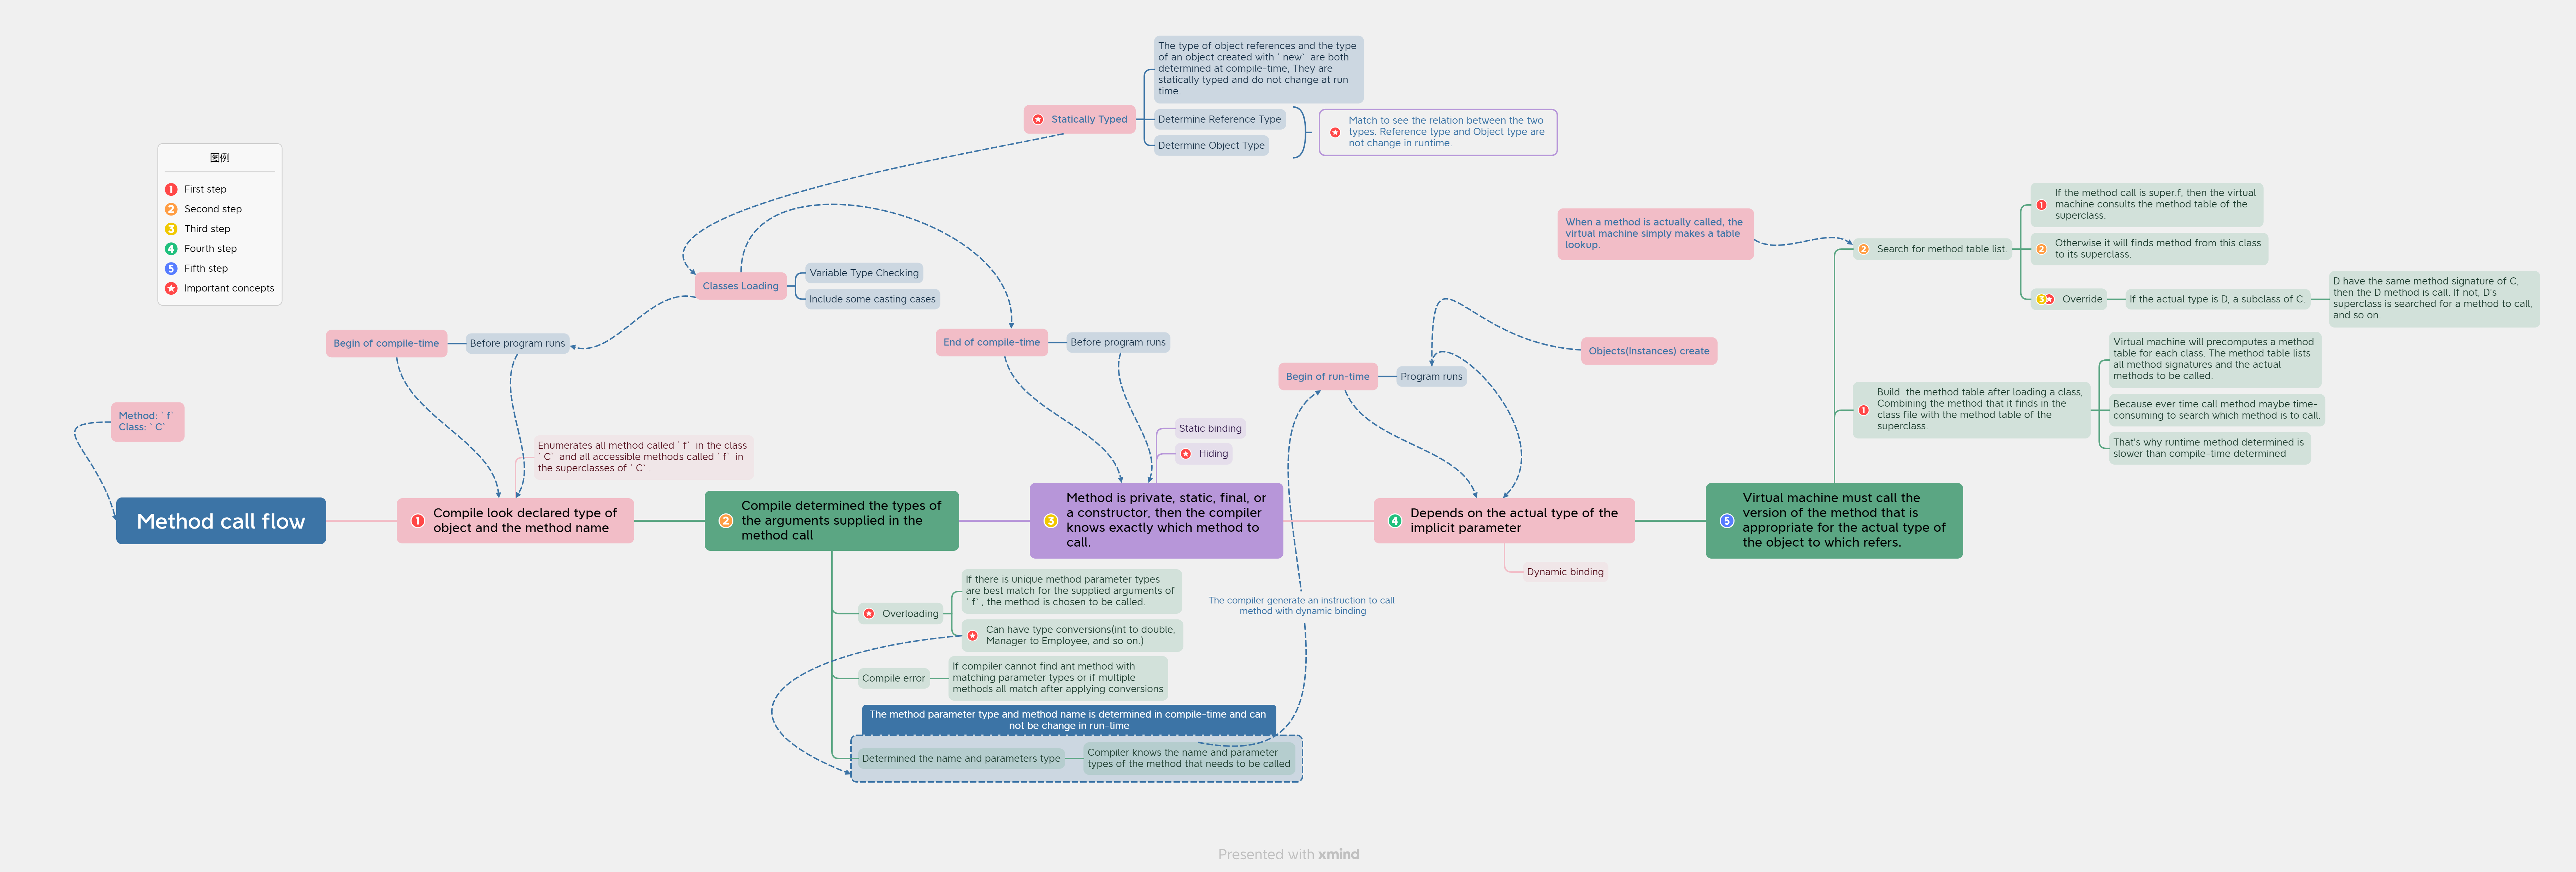 The type of object references and the type
of an object created with ` new`  are both
determined at compile-time, They are
statically typed and do not change at run
time.
Statically Typed
Determine Reference Type
Determine Object Type
Match to see the relation between the two
types. Reference type and Object type are
not change in runtime.
图例
First step
Second step
Third step
Fourth step
Fifth step
Important concepts
Classes Loading
Variable Type Checking
Include some casting cases
Begin of compile-time
Before program runs
End of compile-time
Before program runs
Begin of run-time
Program runs
Objects(Instances) create
When a method is actually called, the
virtual machine simply makes a table
lookup.
2 Search for method table list.
1 If the method call is super.f, then the virtual
machine consults the method table of the
superclass.
2 Otherwise it will finds method from this class
to its superclass.
3 Override
If the actual type is D, a subclass of C.
D have the same method signature of C,
then the D method is call. If not, D's
superclass is searched for a method to call,
and so on.
1 Build  the method table after loading a class,
Combining the method that it finds in the
class file with the method table of the
superclass.
Virtual machine will precomputes a method
table for each class. The method table lists
all method signatures and the actual
methods to be called.
Because ever time call method maybe time-
consuming to search which method is to call.
That's why runtime method determined is
slower than compile-time determined
Method: ` f`
Class: ` C`
Enumerates all method called ` f`  in the class
` C`  and all accessible methods called ` f`  in
the superclasses of ` C` .
Static binding
Hiding
Method call flow
1 Compile look declared type of
object and the method name
2 Compile determined the types of
the arguments supplied in the
method call
3 Method is private, static, final, or
a constructor, then the compiler
knows exactly which method to
call.
4 Depends on the actual type of the
implicit parameter
5 Virtual machine must call the
version of the method that is
appropriate for the actual type of
the object to which refers.
Dynamic binding
Overloading
If there is unique method parameter types
are best match for the supplied arguments of
` f` , the method is chosen to be called.
Can have type conversions(int to double,
Manager to Employee, and so on.)
The compiler generate an instruction to call
method with dynamic binding
Compile error
If compiler cannot find ant method with
matching parameter types or if multiple
methods all match after applying conversions
The method parameter type and method name is determined in compile-time and can
not be change in run-time
Determined the name and parameters type
Compiler knows the name and parameter
types of the method that needs to be called
Presented with xmind